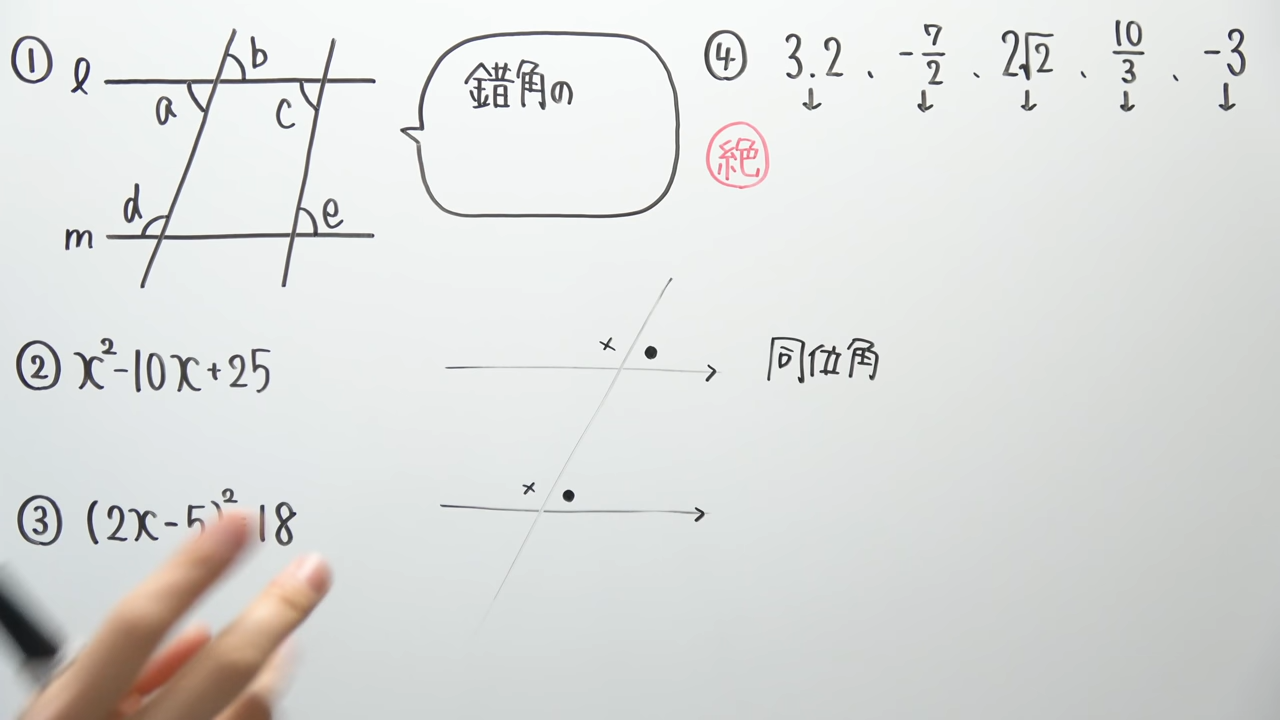 ① l a b c d e m
錯角の
② x²-10x+25
③ (2x-5)² 18
④ 3.2、-7/2、2√2、10/3、-3
↓ ↓ ↓ ↓ ↓
絶
× ●
同位角
× ●